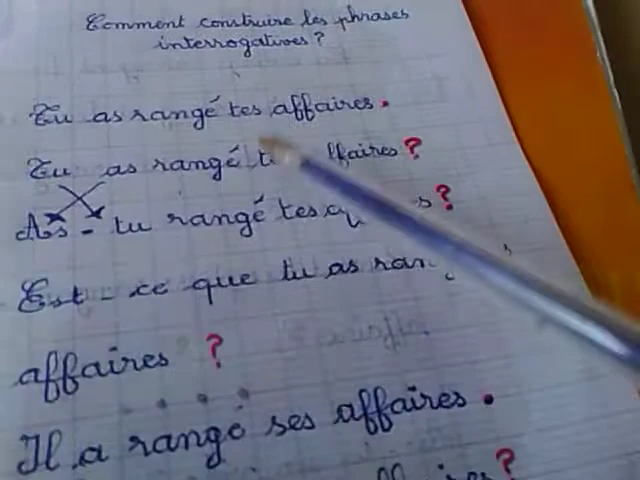 Comment construire les phrases
interrogatives ?
Tu as rangé tes affaires.
Tu as rangé ?
As-tu rangé tes ?
Est-ce que tu as
affaires ?
Il a rangé ses affaires.
?